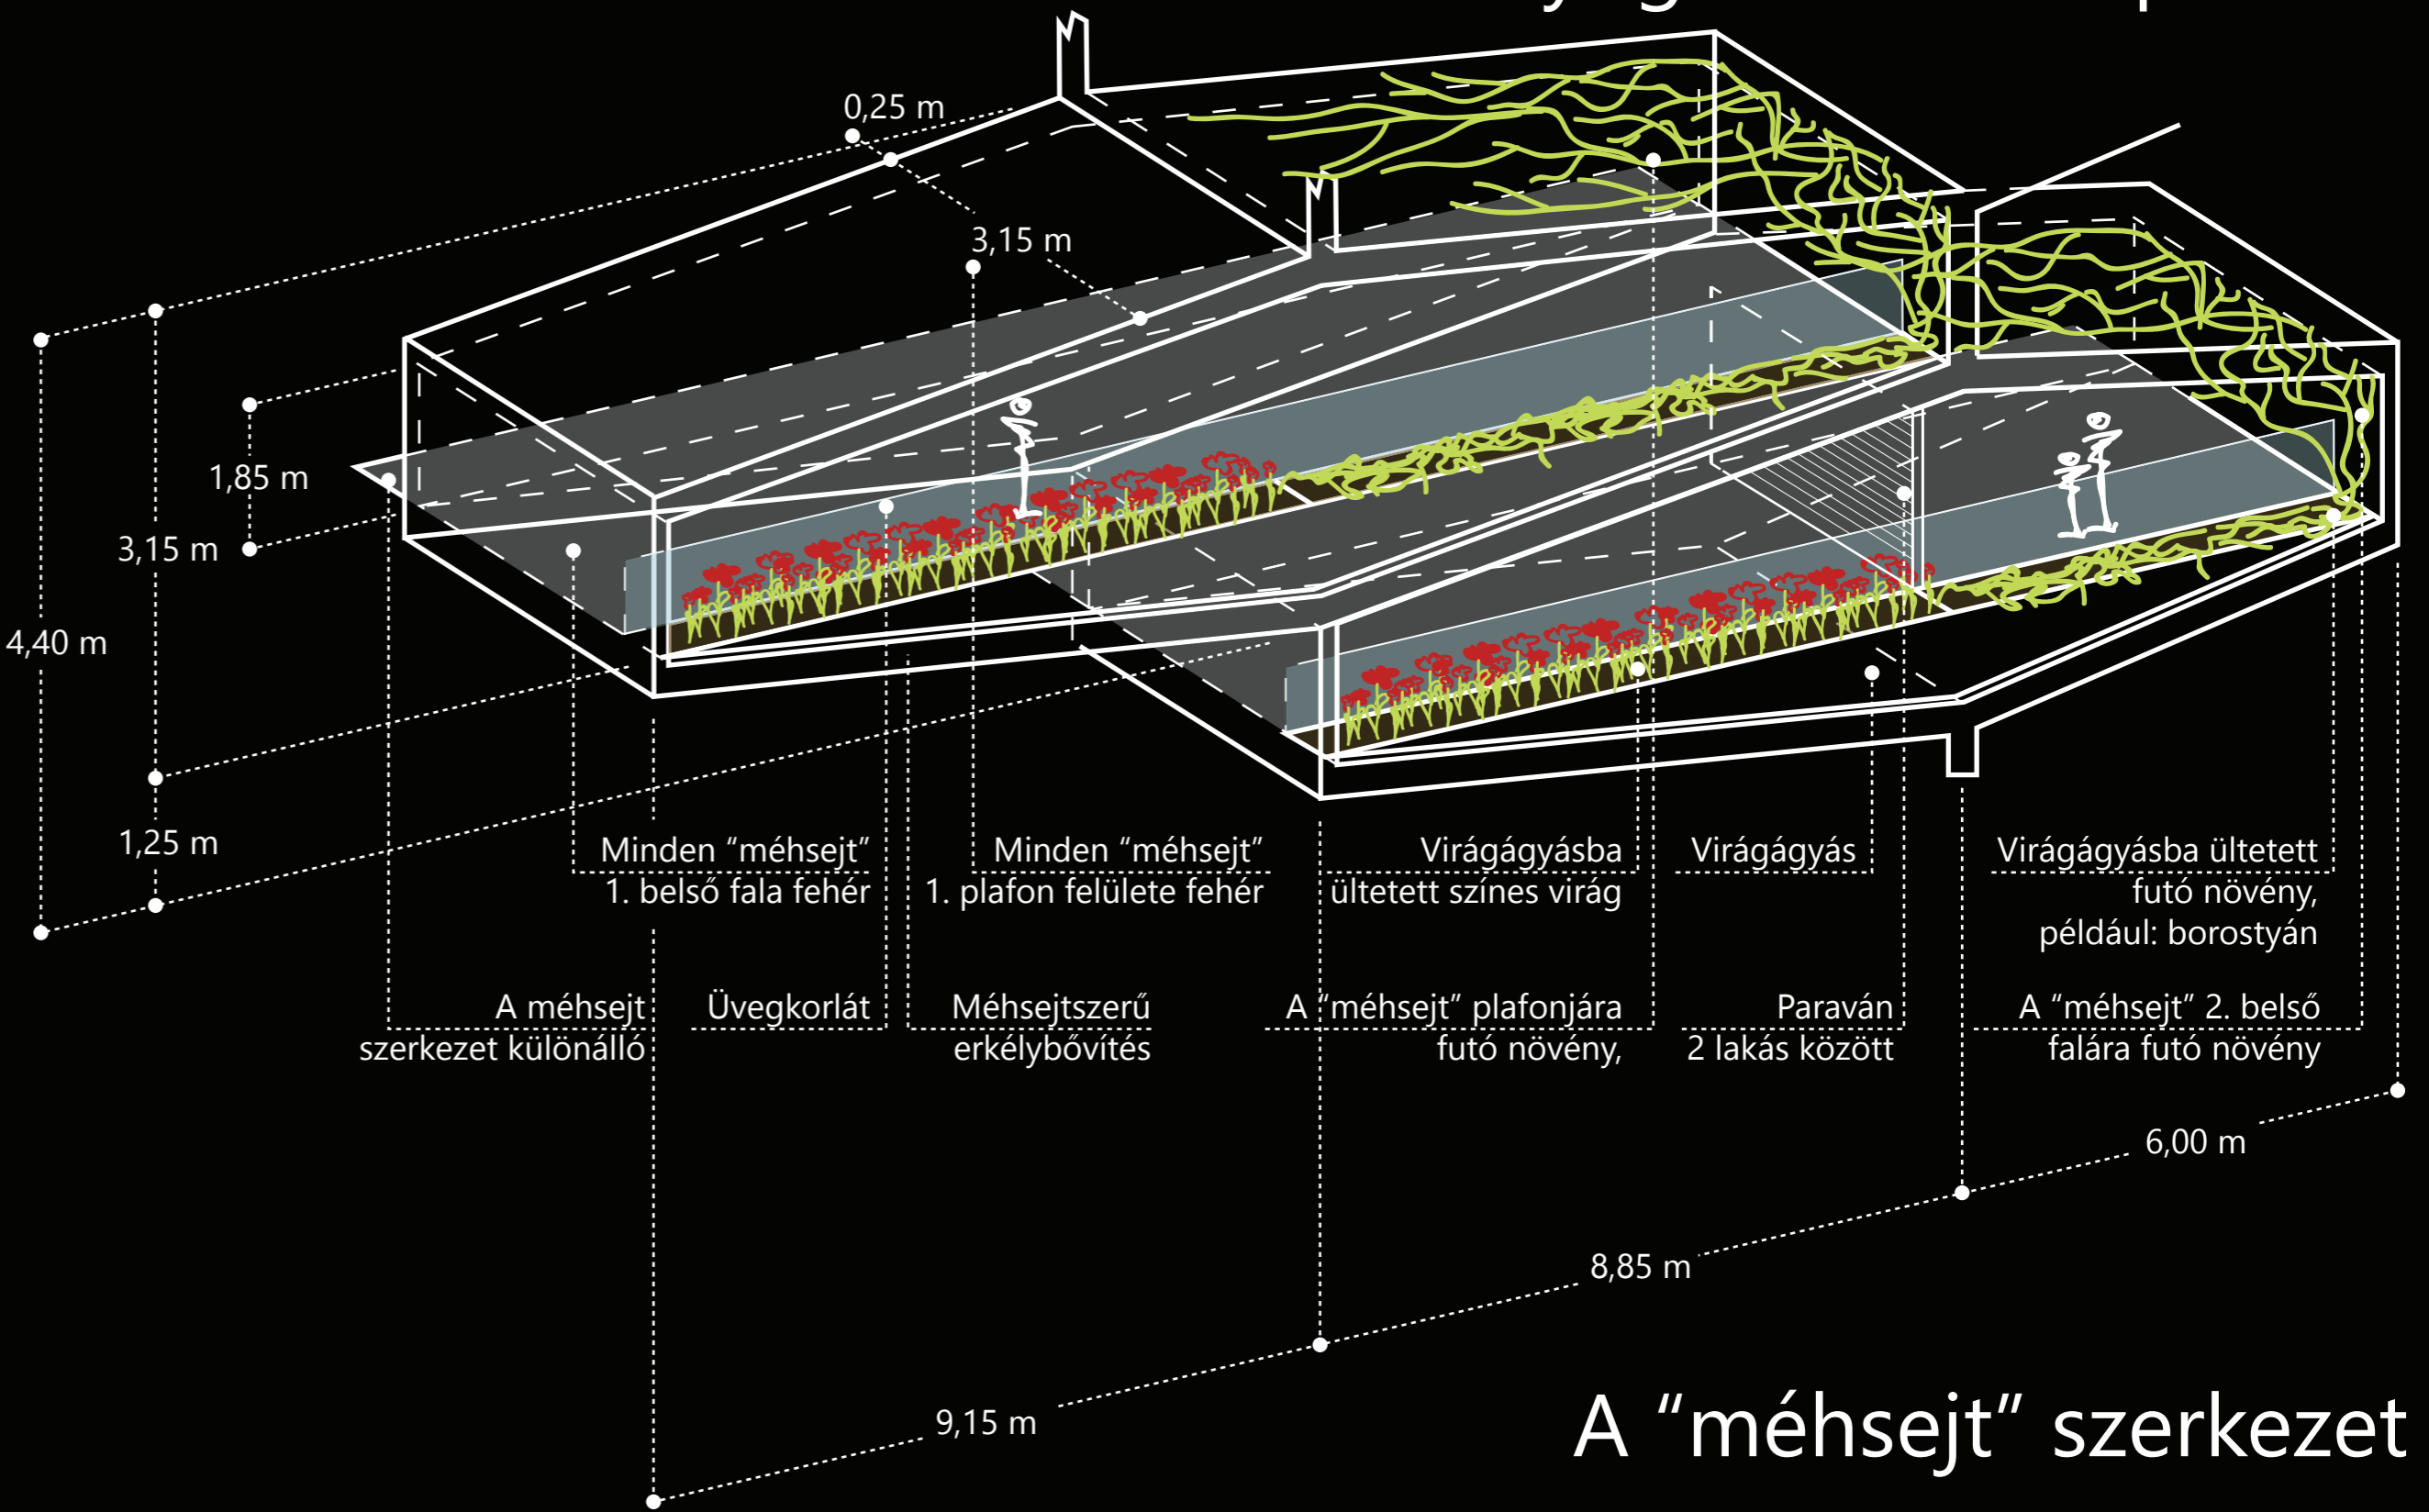 0,25 m
3,15 m
1,85 m
3,15 m
4,40 m
1,25 m
Minden “méhsejt”
1. belső fala fehér
Minden “méhsejt”
1. plafon felülete fehér
Virágágyásba
ültetett színes virág
Virágágyás
Virágágyásba ültetett
futó növény,
például: borostyán
A méhsejt
szerkezet különálló
Üvegkorlát
Méhsejtszerű
erkélybővítés
A “méhsejt” plafonjára
futó növény,
Paraván
2 lakás között
A “méhsejt” 2. belső
falára futó növény
6,00 m
8,85 m
9,15 m
A “méhsejt” szerkezet